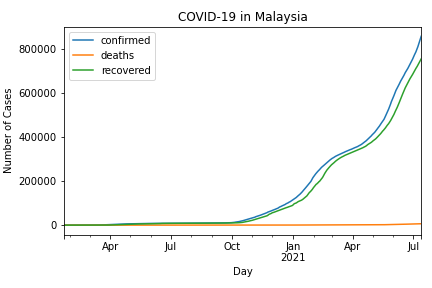 COVID-19 in Malaysia
confirmed
deaths
recovered
Number of Cases
800000
600000
400000
200000
0
Apr
Jul
Oct
Jan
2021
Apr
Jul
Day